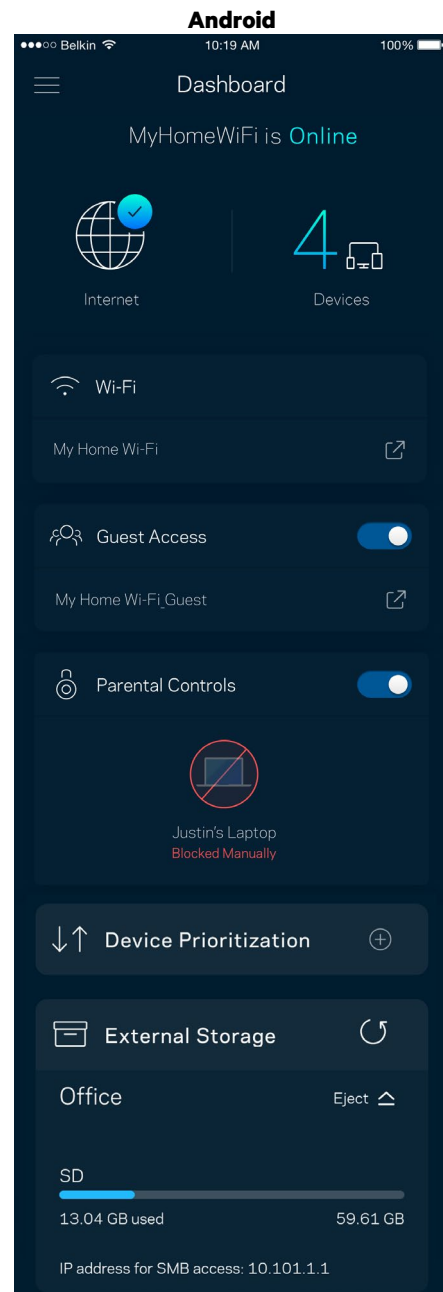 Android
Belkin 10:19 AM 100%
Dashboard
MyHomeWiFi is Online
4
Internet Devices
Wi-Fi
My Home Wi-Fi
Guest Access
My Home Wi-Fi_Guest
Parental Controls
Justin's Laptop
Blocked Manually
Device Prioritization
External Storage
Office Eject
SD
13.04 GB used 59.61 GB
IP address for SMB access: 10.101.1.1